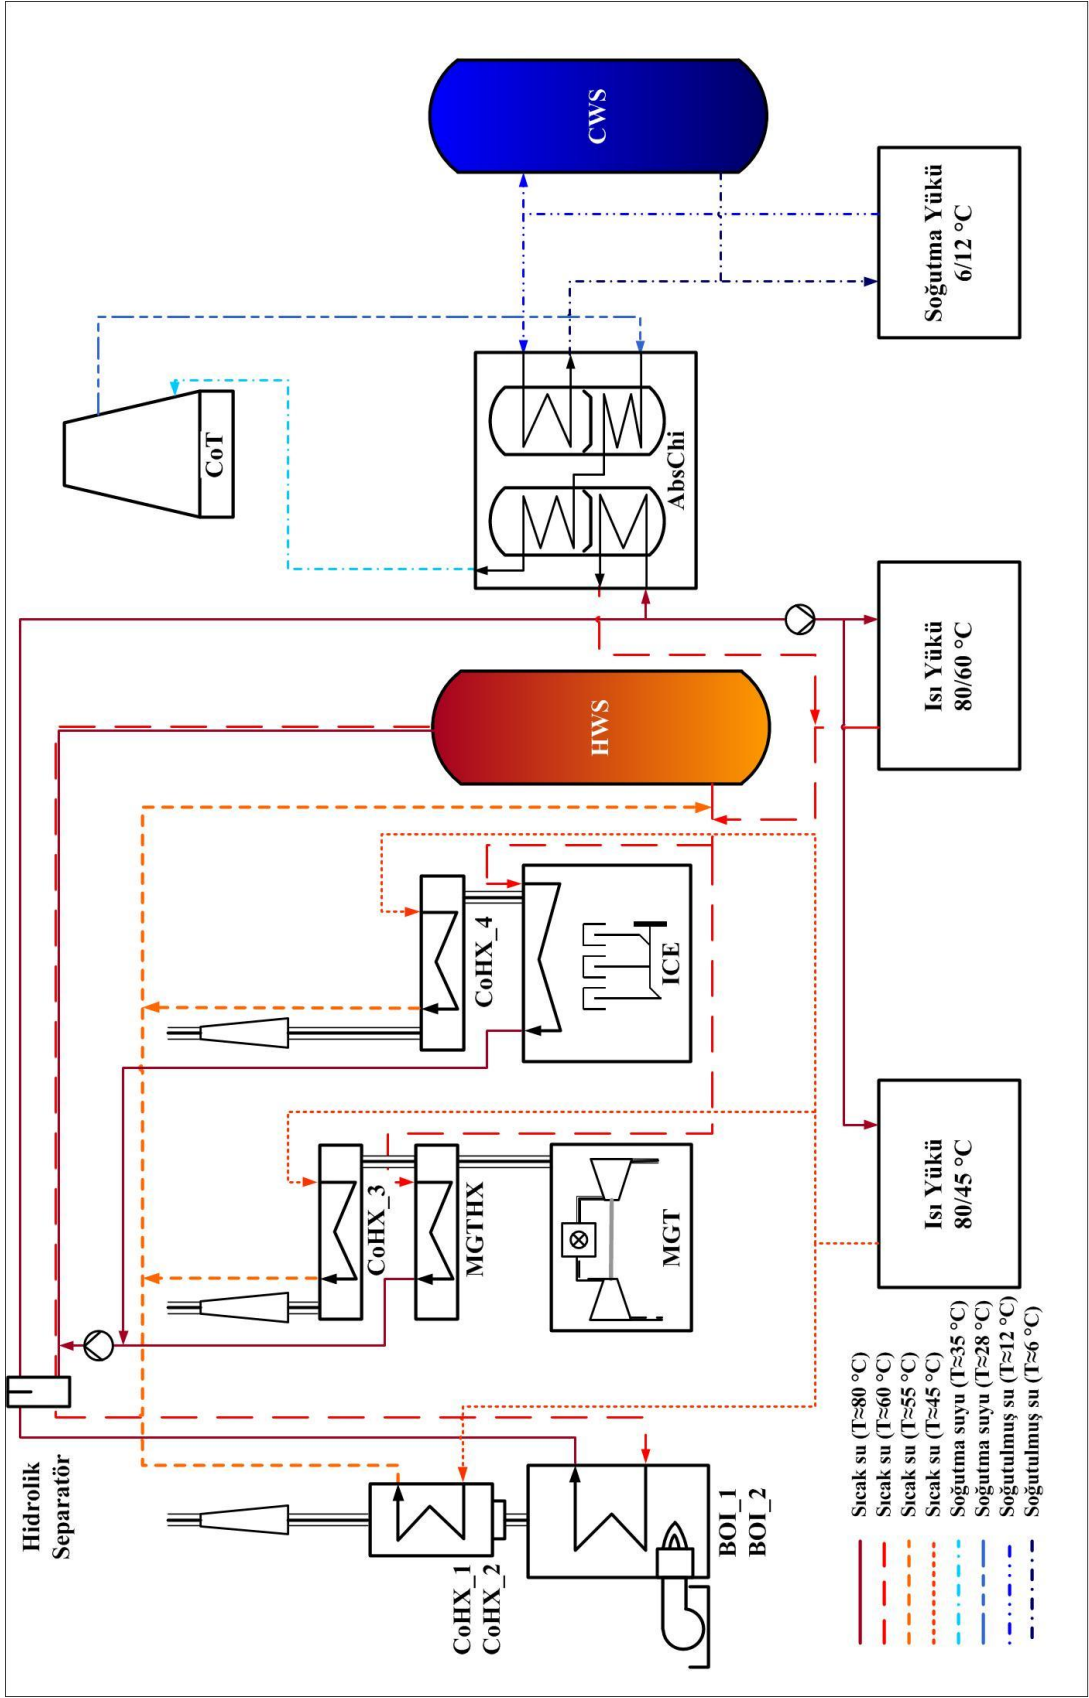 Hidrolik
Separatör
CoHX_1
CoHX_2
BOI_1
BOI_2
CoHX_3
MGTHX
MGT
CoHX_4
ICE
HWS
CoT
AbsChi
CWS
Isı Yükü
80/45 °C
Isı Yükü
80/60 °C
Soğutma Yükü
6/12 °C
Sıcak su (T≈80 °C)
Sıcak su (T≈60 °C)
Sıcak su (T≈55 °C)
Sıcak su (T≈45 °C)
Soğutma suyu (T≈35 °C)
Soğutma suyu (T≈28 °C)
Soğutulmuş su (T≈12 °C)
Soğutulmuş su (T≈6 °C)